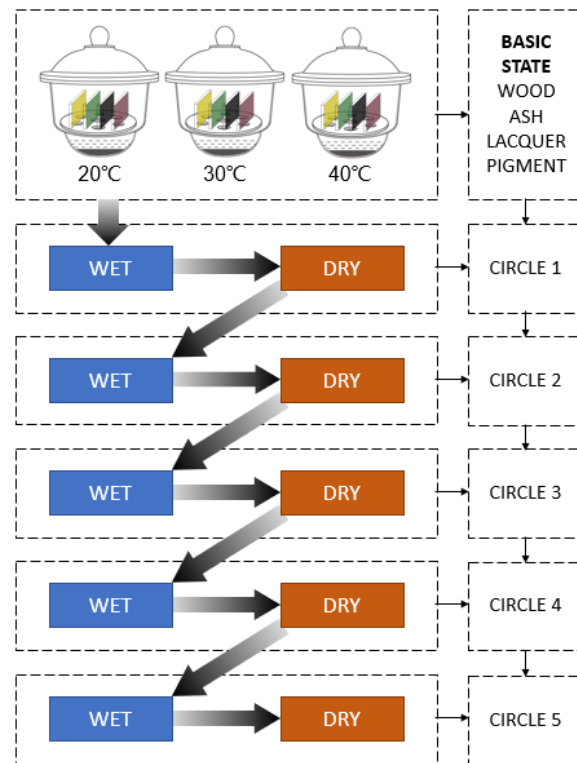 20℃ 30℃ 40℃
BASIC
STATE
WOOD
ASH
LACQUER
PIGMENT
WET DRY CIRCLE 1
WET DRY CIRCLE 2
WET DRY CIRCLE 3
WET DRY CIRCLE 4
WET DRY CIRCLE 5